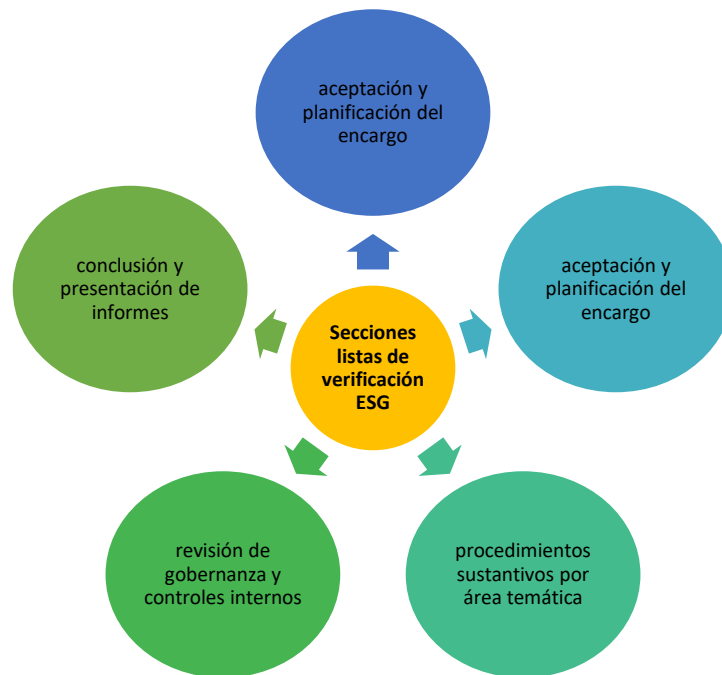 aceptación y
planificación del
encargo
conclusión y
presentación de
informes
aceptación y
planificación del
encargo
Secciones
listas de
verificación
ESG
revisión de
gobernanza y
controles internos
procedimientos
sustantivos por
área temática